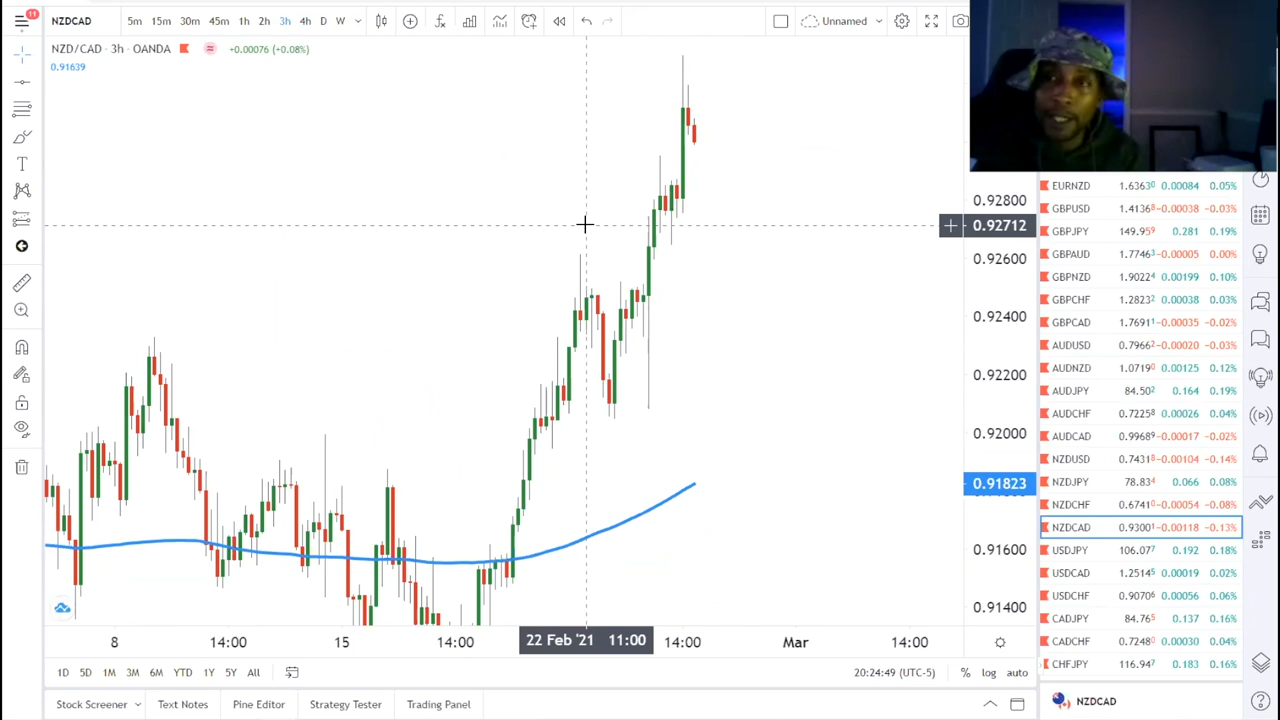 11
NZDCAD 5m 15m 30m 45m 1h 2h 3h 4h D W Unnamed
NZD/CAD · 3h · OANDA +0.00076 (+0.08%)
0.91639
0.92800
0.92712
0.92600
0.92400
0.92200
0.92000
0.91823
0.91600
0.91400
8 14:00 15 14:00 22 Feb '21 11:00 14:00 Mar 14:00
1D 5D 1M 3M 6M YTD 1Y 5Y All 20:24:49 (UTC-5) % log auto
Stock Screener Text Notes Pine Editor Strategy Tester Trading Panel
EURNZD 1.63630 0.00084 0.05%
GBPUSD 1.41368 -0.00038 -0.03%
GBPJPY 149.959 0.281 0.19%
GBPAUD 1.77463 -0.00005 0.00%
GBPNZD 1.90224 0.00199 0.10%
GBPCHF 1.28232 0.00038 0.03%
GBPCAD 1.76911 -0.00035 -0.02%
AUDUSD 0.79662 -0.00020 -0.03%
AUDNZD 1.07190 0.00125 0.12%
AUDJPY 84.502 0.164 0.19%
AUDCHF 0.72258 0.00026 0.04%
AUDCAD 0.99689 -0.00017 -0.02%
NZDUSD 0.74318 -0.00104 -0.14%
NZDJPY 78.834 0.066 0.08%
NZDCHF 0.67410 -0.00054 -0.08%
NZDCAD 0.93001 -0.00118 -0.13%
USDJPY 106.077 0.192 0.18%
USDCAD 1.25145 0.00019 0.02%
USDCHF 0.90706 0.00056 0.06%
CADJPY 84.765 0.137 0.16%
CADCHF 0.72480 0.00030 0.04%
CHFJPY 116.947 0.183 0.16%
NZDCAD